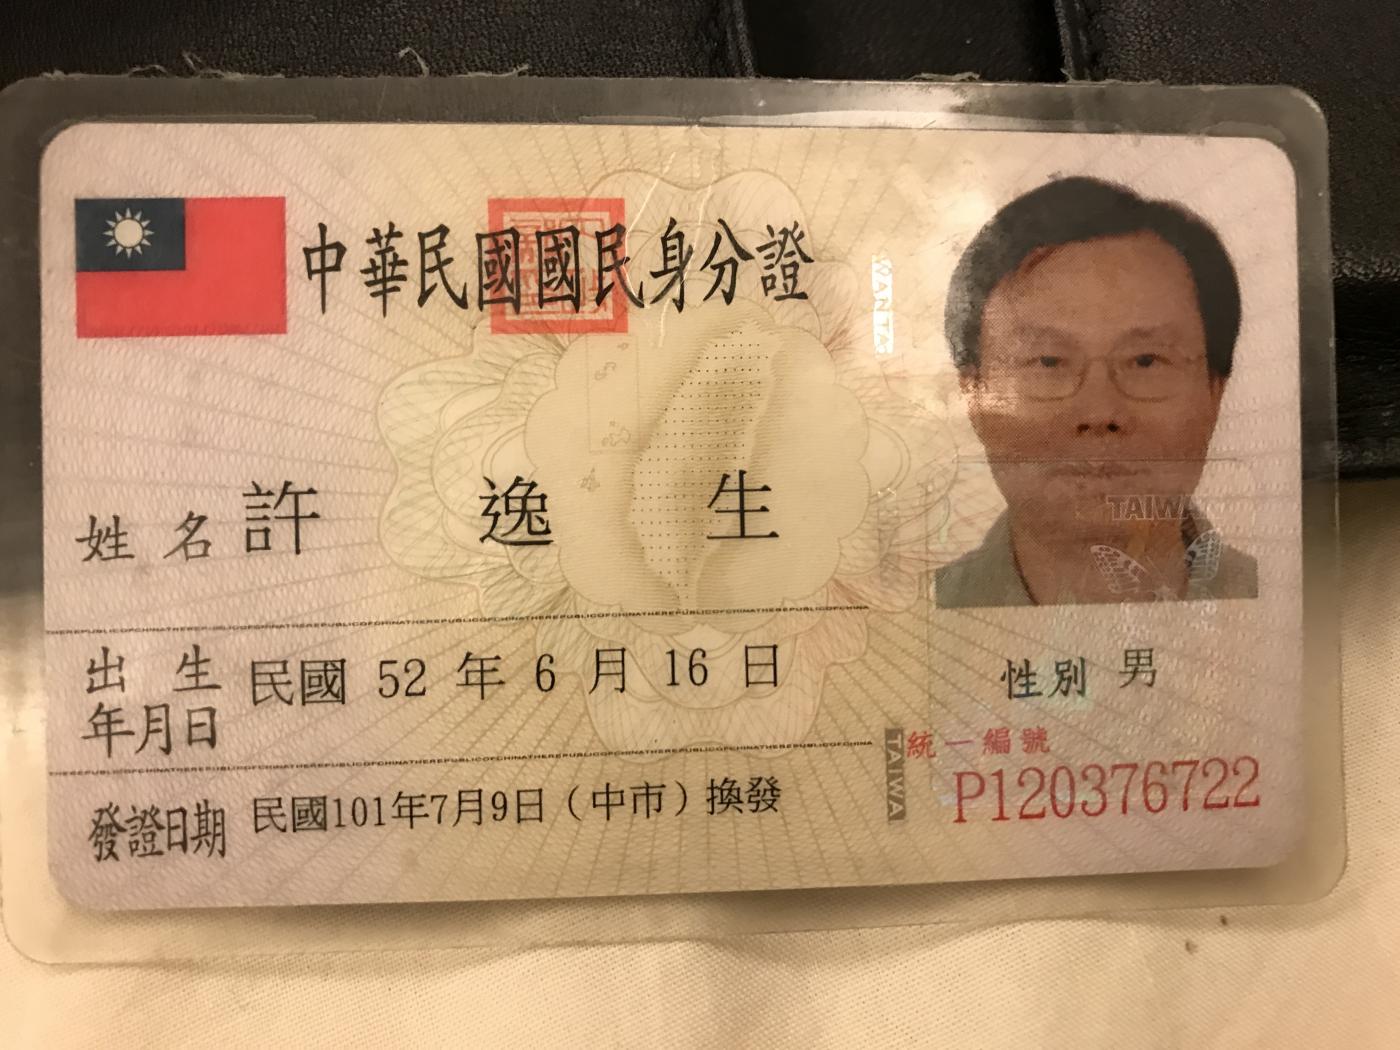 中華民國國民身分證
姓名 許逸生
出生年月日 民國 52 年 6 月 16 日
性別 男
發證日期 民國101年7月9日（中市）換發
統一編號
P120376722
TAIWAN
TAIWAN